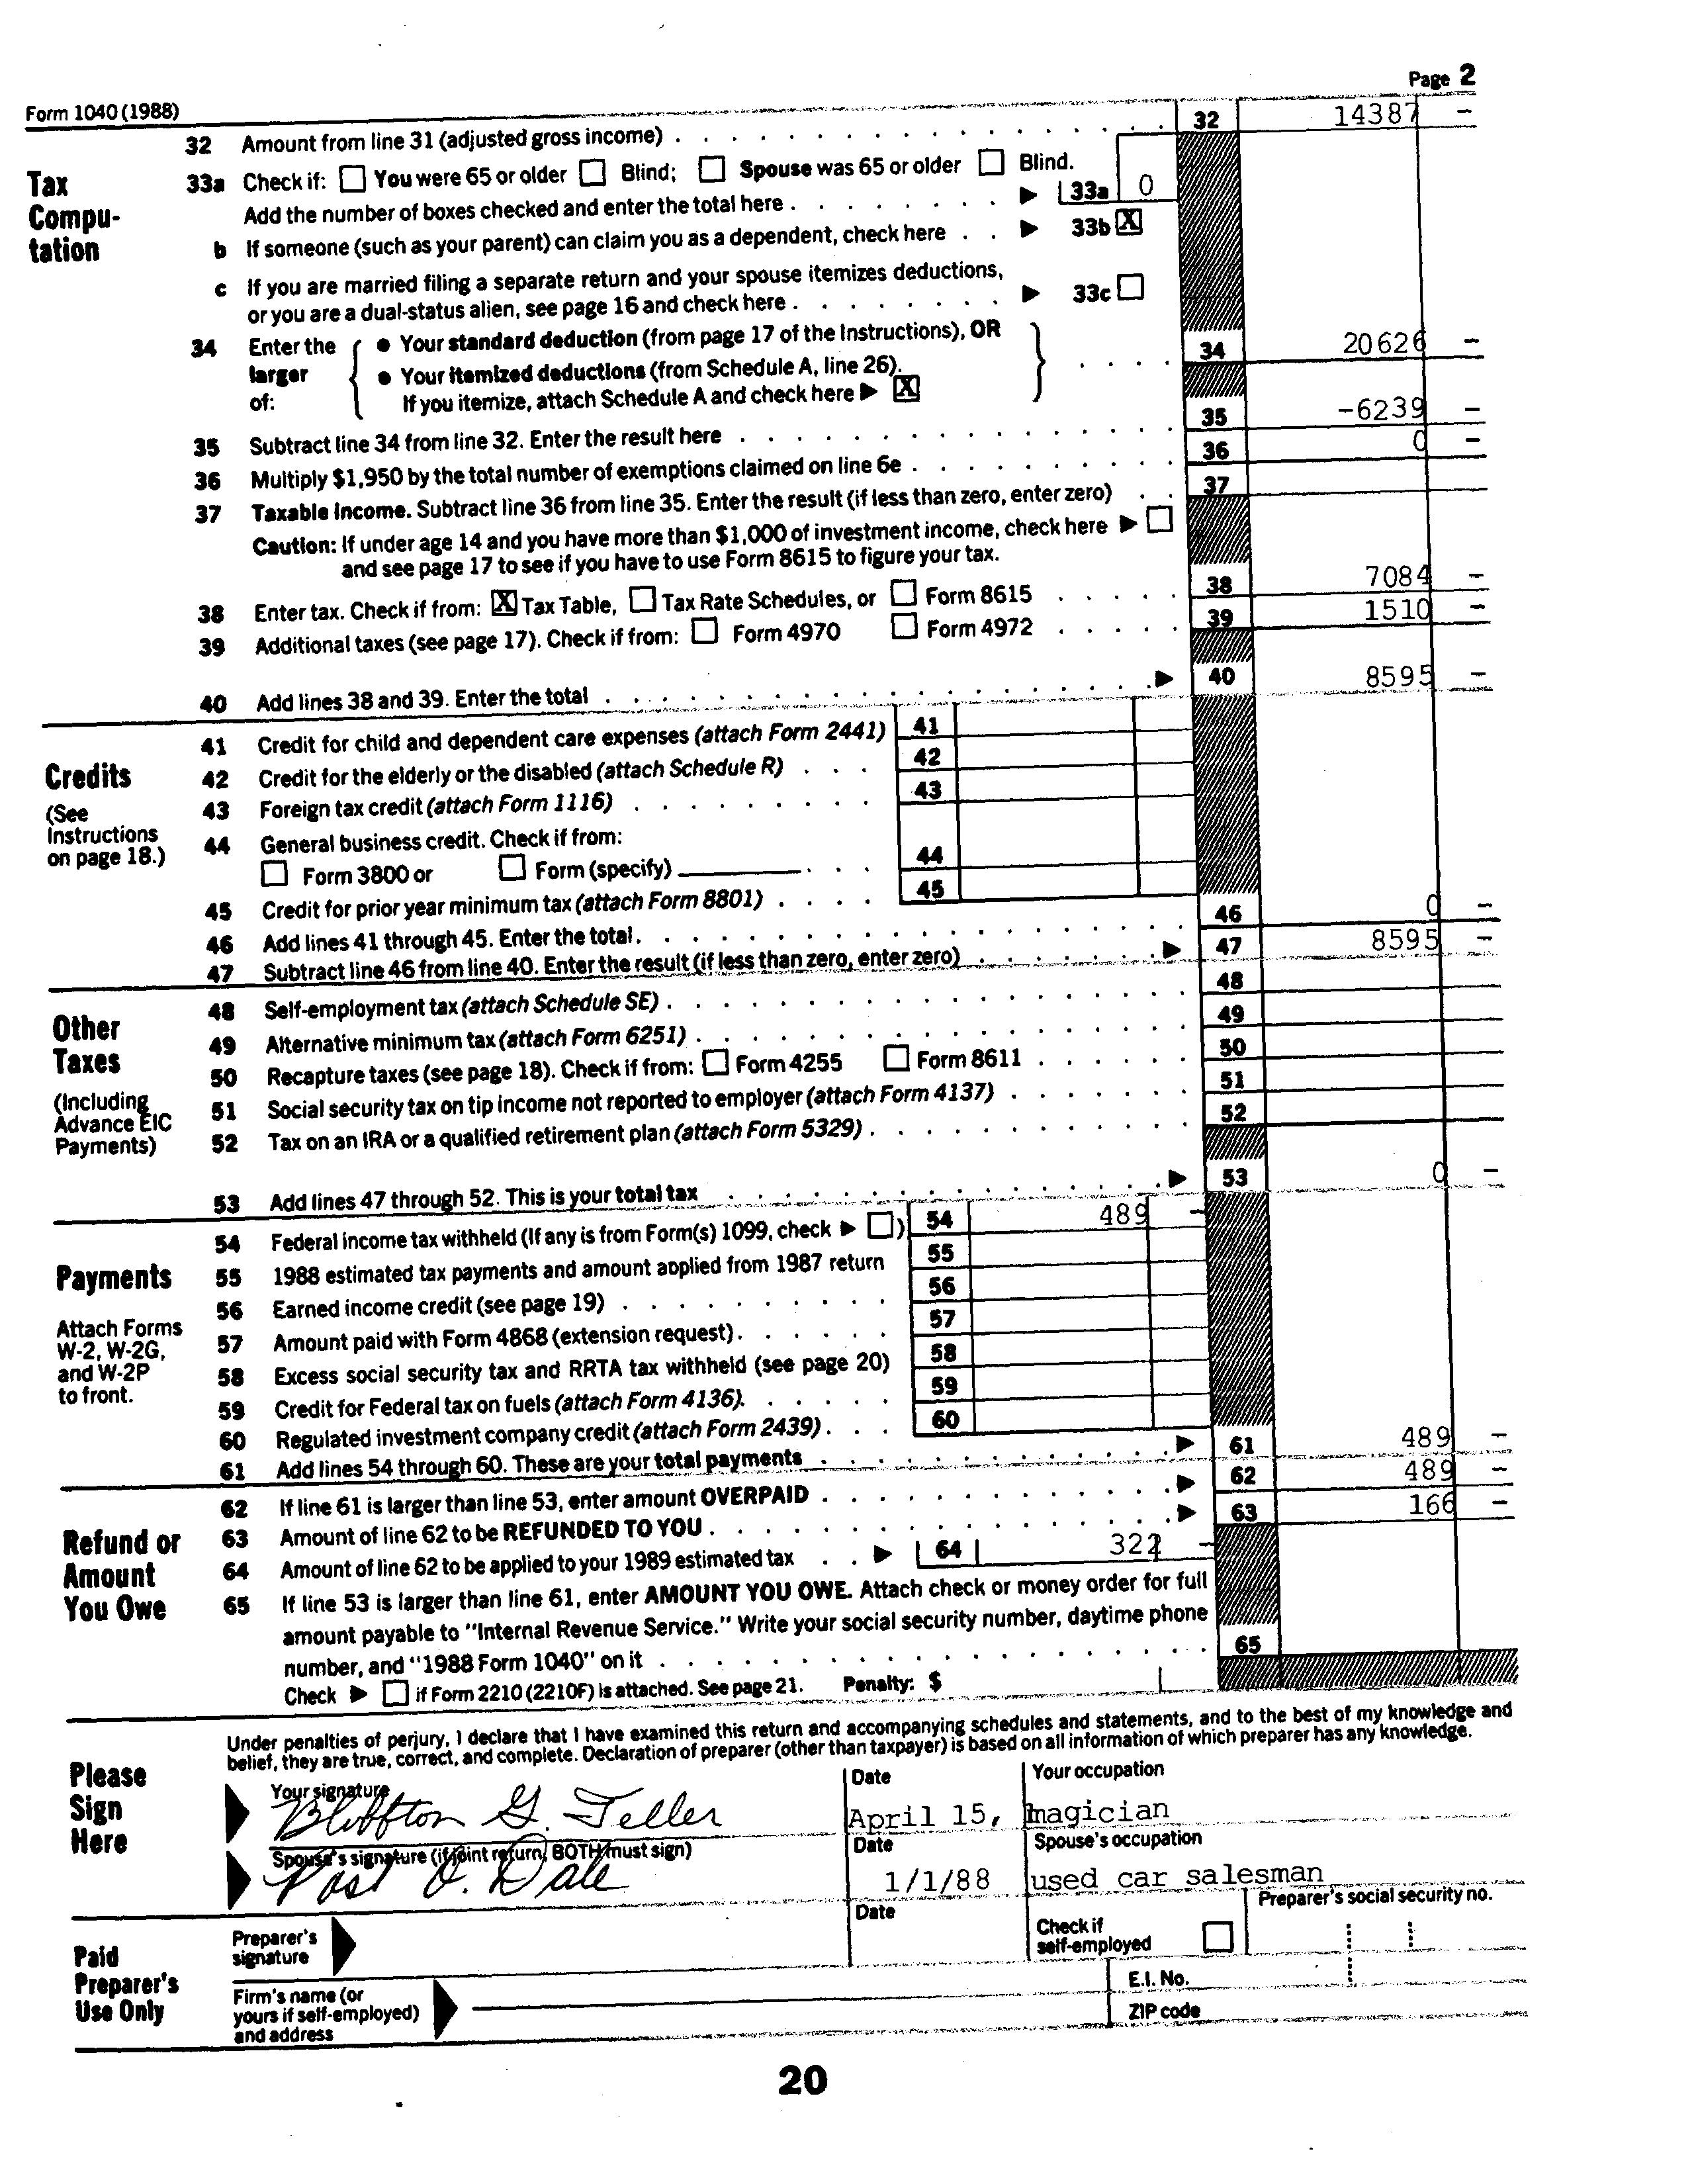 Page 2
Form 1040 (1988)
32 Amount from line 31 (adjusted gross income) 32 14387 –
Tax Compu-tation
33a Check if: ☐ You were 65 or older ☐ Blind; ☐ Spouse was 65 or older ☐ Blind.
Add the number of boxes checked and enter the total here ▶ 33a 0
b If someone (such as your parent) can claim you as a dependent, check here ▶ 33b ☒
c If you are married filing a separate return and your spouse itemizes deductions,
or you are a dual-status alien, see page 16 and check here ▶ 33c ☐
34 Enter the larger of:
● Your standard deduction (from page 17 of the Instructions), OR
● Your itemized deductions (from Schedule A, line 26).
If you itemize, attach Schedule A and check here ▶ ☒
34 20626 –
35 Subtract line 34 from line 32. Enter the result here 35 -6239 –
36 Multiply $1,950 by the total number of exemptions claimed on line 6e 36 0 –
37 Taxable income. Subtract line 36 from line 35. Enter the result (if less than zero, enter zero) 37
Caution: If under age 14 and you have more than $1,000 of investment income, check here ▶ ☐
and see page 17 to see if you have to use Form 8615 to figure your tax.
38 Enter tax. Check if from: ☒ Tax Table, ☐ Tax Rate Schedules, or ☐ Form 8615 38 7084 –
39 Additional taxes (see page 17). Check if from: ☐ Form 4970 ☐ Form 4972 39 1510 –
40 Add lines 38 and 39. Enter the total ▶ 40 8595 –
Credits
(See Instructions on page 18.)
41 Credit for child and dependent care expenses (attach Form 2441) 41
42 Credit for the elderly or the disabled (attach Schedule R) 42
43 Foreign tax credit (attach Form 1116) 43
44 General business credit. Check if from:
☐ Form 3800 or ☐ Form (specify) 44
45 Credit for prior year minimum tax (attach Form 8801) 45
46 Add lines 41 through 45. Enter the total. 46 0 –
47 Subtract line 46 from line 40. Enter the result (if less than zero, enter zero) ▶ 47 8595 –
Other Taxes
(Including Advance EIC Payments)
48 Self-employment tax (attach Schedule SE) 48
49 Alternative minimum tax (attach Form 6251) 49
50 Recapture taxes (see page 18). Check if from: ☐ Form 4255 ☐ Form 8611 50
51 Social security tax on tip income not reported to employer (attach Form 4137) 51
52 Tax on an IRA or a qualified retirement plan (attach Form 5329) 52
53 Add lines 47 through 52. This is your total tax ▶ 53 0 –
Payments
Attach Forms W-2, W-2G, and W-2P to front.
54 Federal income tax withheld (If any is from Form(s) 1099, check ▶ ☐) 54 489 –
55 1988 estimated tax payments and amount applied from 1987 return 55
56 Earned income credit (see page 19) 56
57 Amount paid with Form 4868 (extension request) 57
58 Excess social security tax and RRTA tax withheld (see page 20) 58
59 Credit for Federal tax on fuels (attach Form 4136). 59
60 Regulated investment company credit (attach Form 2439) 60
61 Add lines 54 through 60. These are your total payments ▶ 61 489 –
Refund or Amount You Owe
62 If line 61 is larger than line 53, enter amount OVERPAID ▶ 62 489 –
63 Amount of line 62 to be REFUNDED TO YOU ▶ 63 166 –
64 Amount of line 62 to be applied to your 1989 estimated tax ▶ 64 322 –
65 If line 53 is larger than line 61, enter AMOUNT YOU OWE. Attach check or money order for full
amount payable to "Internal Revenue Service." Write your social security number, daytime phone
number, and "1988 Form 1040" on it 65
Check ▶ ☐ if Form 2210 (2210F) is attached. See page 21. Penalty: $
Please Sign Here
Under penalties of perjury, I declare that I have examined this return and accompanying schedules and statements, and to the best of my knowledge and
belief, they are true, correct, and complete. Declaration of preparer (other than taxpayer) is based on all information of which preparer has any knowledge.
Your signature Date Your occupation
Bluffton G. Teller April 15, magician
Spouse's signature (if joint return, BOTH must sign) Date Spouse's occupation
Post O. Date 1/1/88 used car salesman
Paid Preparer's Use Only
Preparer's signature Date Check if self-employed ☐ Preparer's social security no.
Firm's name (or yours if self-employed) and address E.I. No.
ZIP code
20